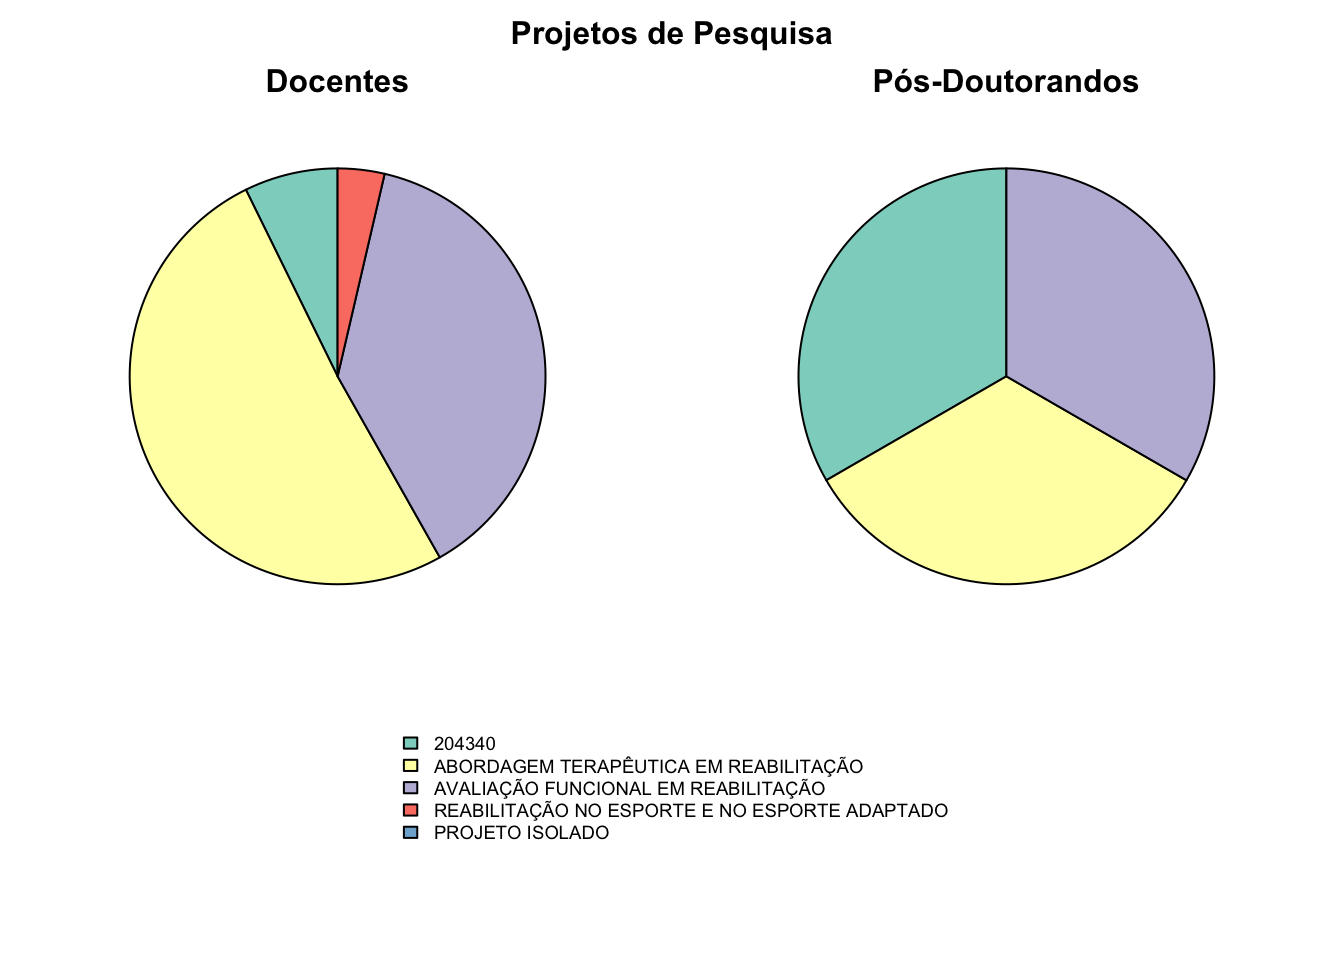 Projetos de Pesquisa
Docentes
Pós-Doutorandos
204340
ABORDAGEM TERAPÊUTICA EM REABILITAÇÃO
AVALIAÇÃO FUNCIONAL EM REABILITAÇÃO
REABILITAÇÃO NO ESPORTE E NO ESPORTE ADAPTADO
PROJETO ISOLADO